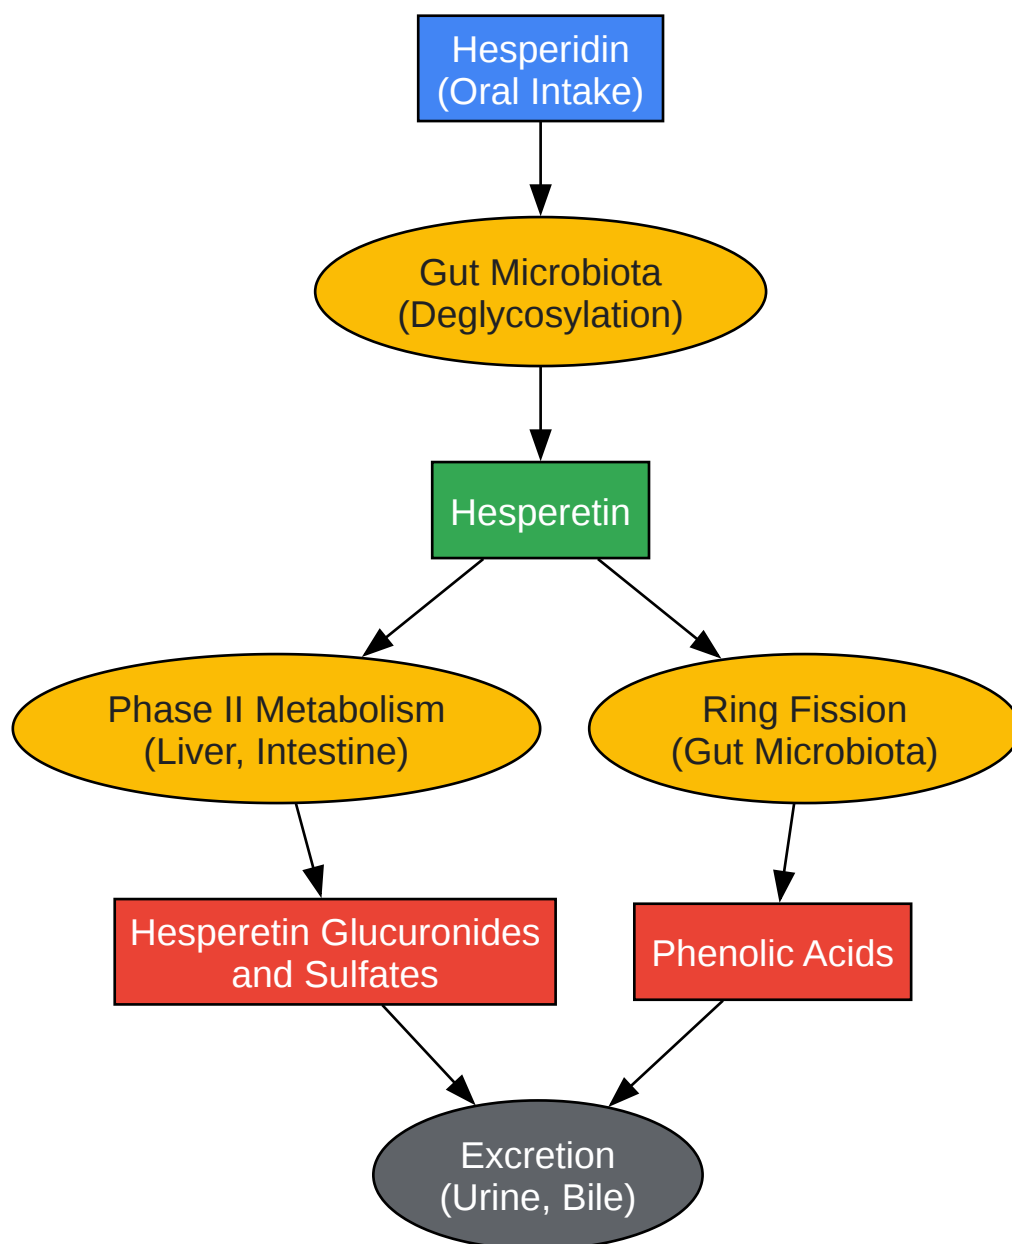 Hesperidin
(Oral Intake)
Gut Microbiota
(Deglycosylation)
Hesperetin
Phase II Metabolism
(Liver, Intestine)
Ring Fission
(Gut Microbiota)
Hesperetin Glucuronides
and Sulfates
Phenolic Acids
Excretion
(Urine, Bile)